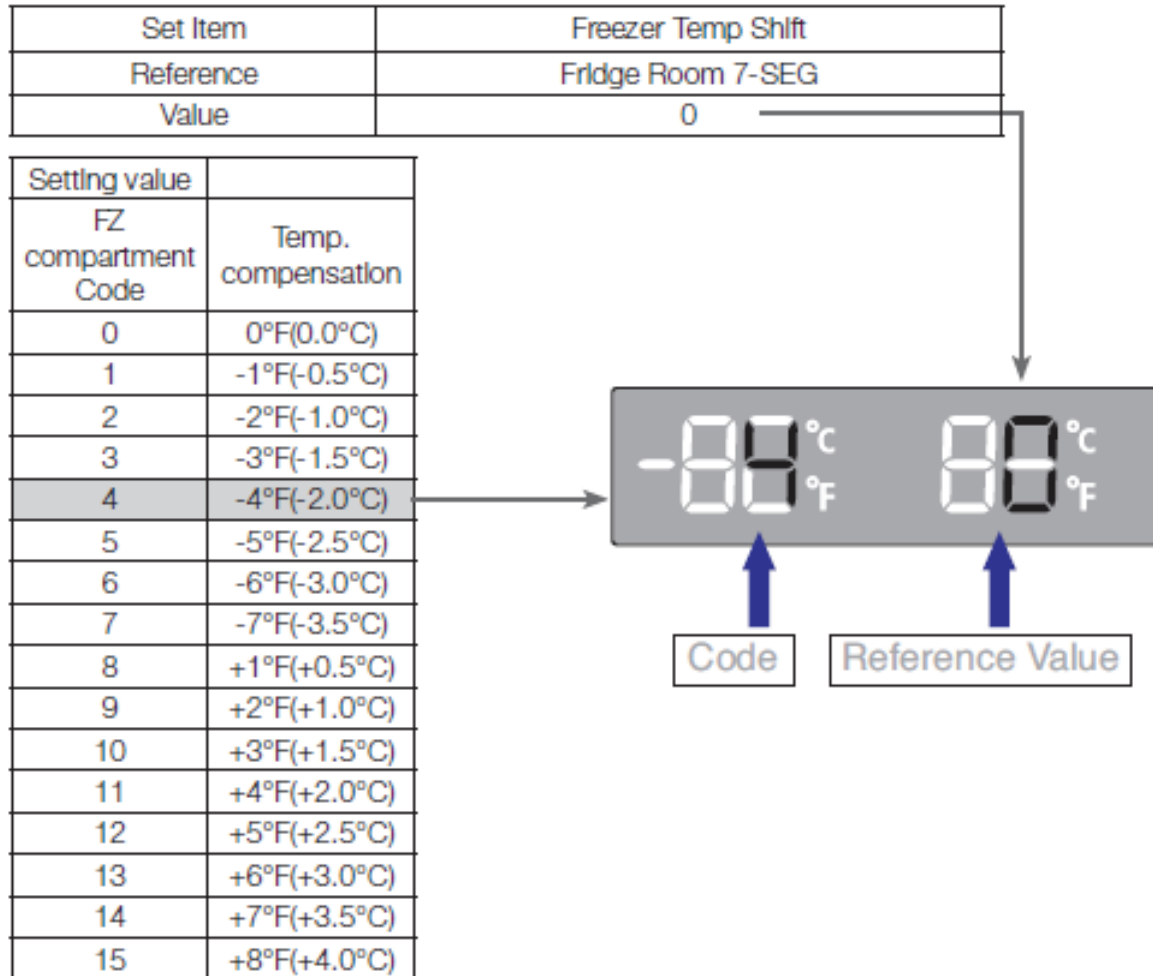 Set Item Freezer Temp Shift
Reference Fridge Room 7-SEG
Value 0
Setting value
FZ compartment Code Temp. compensation
0 0°F(0.0°C)
1 -1°F(-0.5°C)
2 -2°F(-1.0°C)
3 -3°F(-1.5°C)
4 -4°F(-2.0°C)
5 -5°F(-2.5°C)
6 -6°F(-3.0°C)
7 -7°F(-3.5°C)
8 +1°F(+0.5°C)
9 +2°F(+1.0°C)
10 +3°F(+1.5°C)
11 +4°F(+2.0°C)
12 +5°F(+2.5°C)
13 +6°F(+3.0°C)
14 +7°F(+3.5°C)
15 +8°F(+4.0°C)
4 °C °F 0 °C °F
Code Reference Value